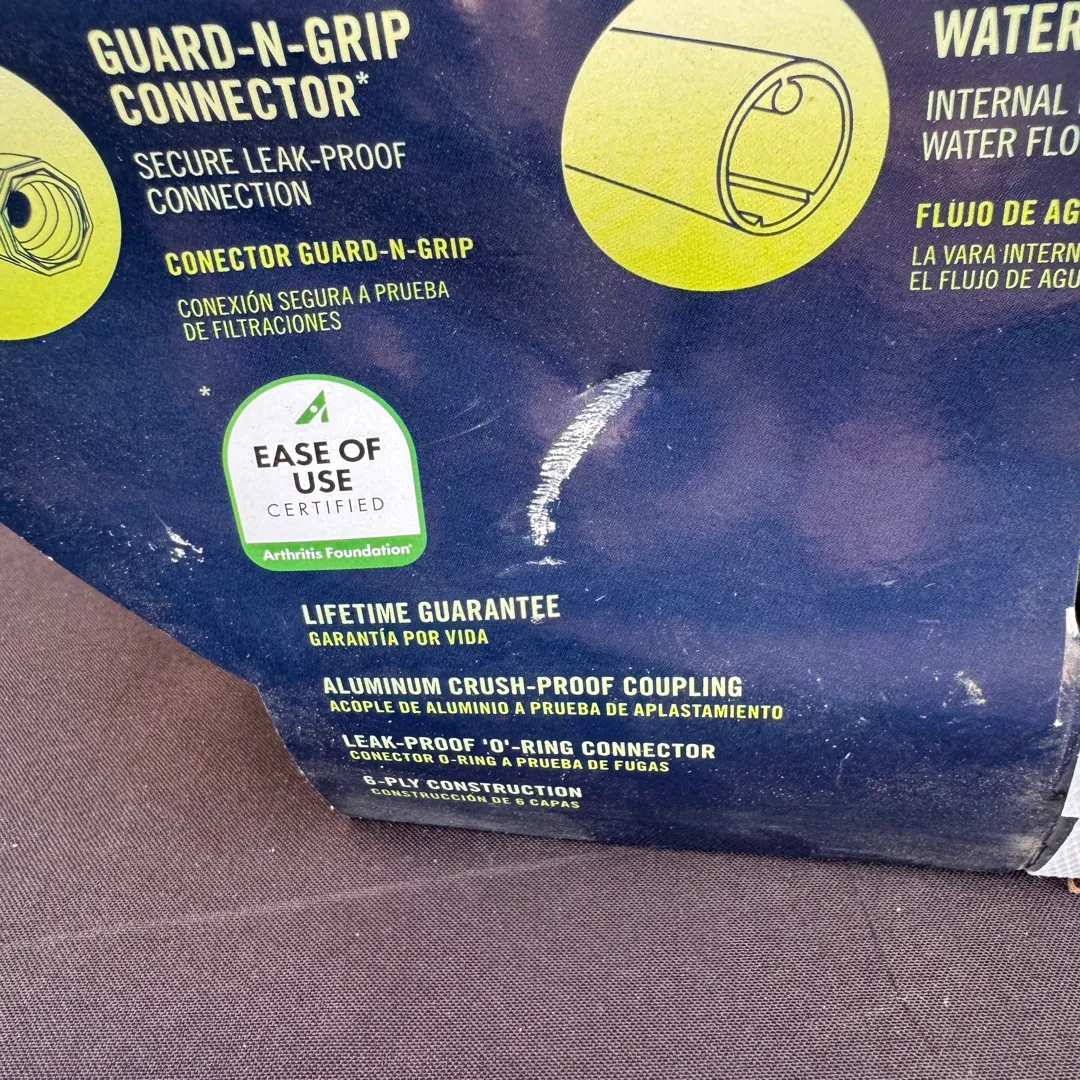 GUARD-N-GRIP
CONNECTOR*
SECURE LEAK-PROOF
CONNECTION
CONECTOR GUARD-N-GRIP
CONEXIÓN SEGURA A PRUEBA
DE FILTRACIONES
WATER
INTERNAL
WATER FLO
FLUJO DE AG
LA VARA INTERN
EL FLUJO DE AGU
*
EASE OF
USE
CERTIFIED
Arthritis Foundation®
LIFETIME GUARANTEE
GARANTÍA POR VIDA
ALUMINUM CRUSH-PROOF COUPLING
ACOPLE DE ALUMINIO A PRUEBA DE APLASTAMIENTO
LEAK-PROOF 'O'-RING CONNECTOR
CONECTOR O-RING A PRUEBA DE FUGAS
6-PLY CONSTRUCTION
CONSTRUCCIÓN DE 6 CAPAS